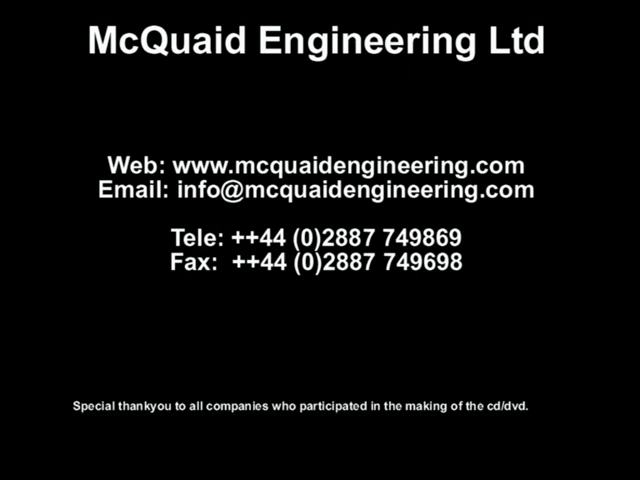 McQuaid Engineering Ltd
Web: www.mcquaidengineering.com
Email: info@mcquaidengineering.com
Tele: ++44 (0)2887 749869
Fax:  ++44 (0)2887 749698
Special thankyou to all companies who participated in the making of the cd/dvd.